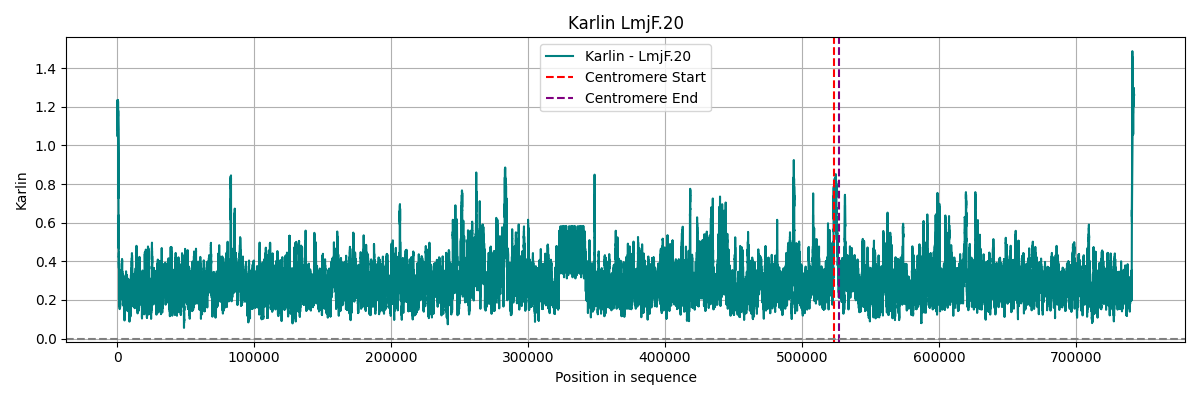 Karlin LmjF.20
Karlin - LmjF.20
Centromere Start
Centromere End
Karlin
1.4
1.2
1.0
0.8
0.6
0.4
0.2
0.0
0 100000 200000 300000 400000 500000 600000 700000
Position in sequence